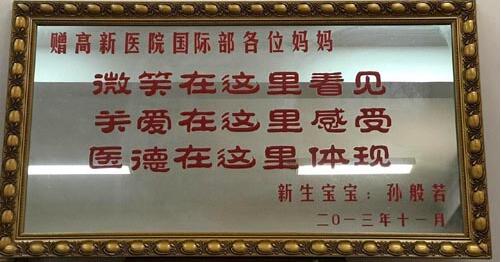 赠高新医院国际部各位妈妈
微笑在这里看见
关爱在这里感受
医德在这里体现
新生宝宝：孙般若
二〇一三年十一月